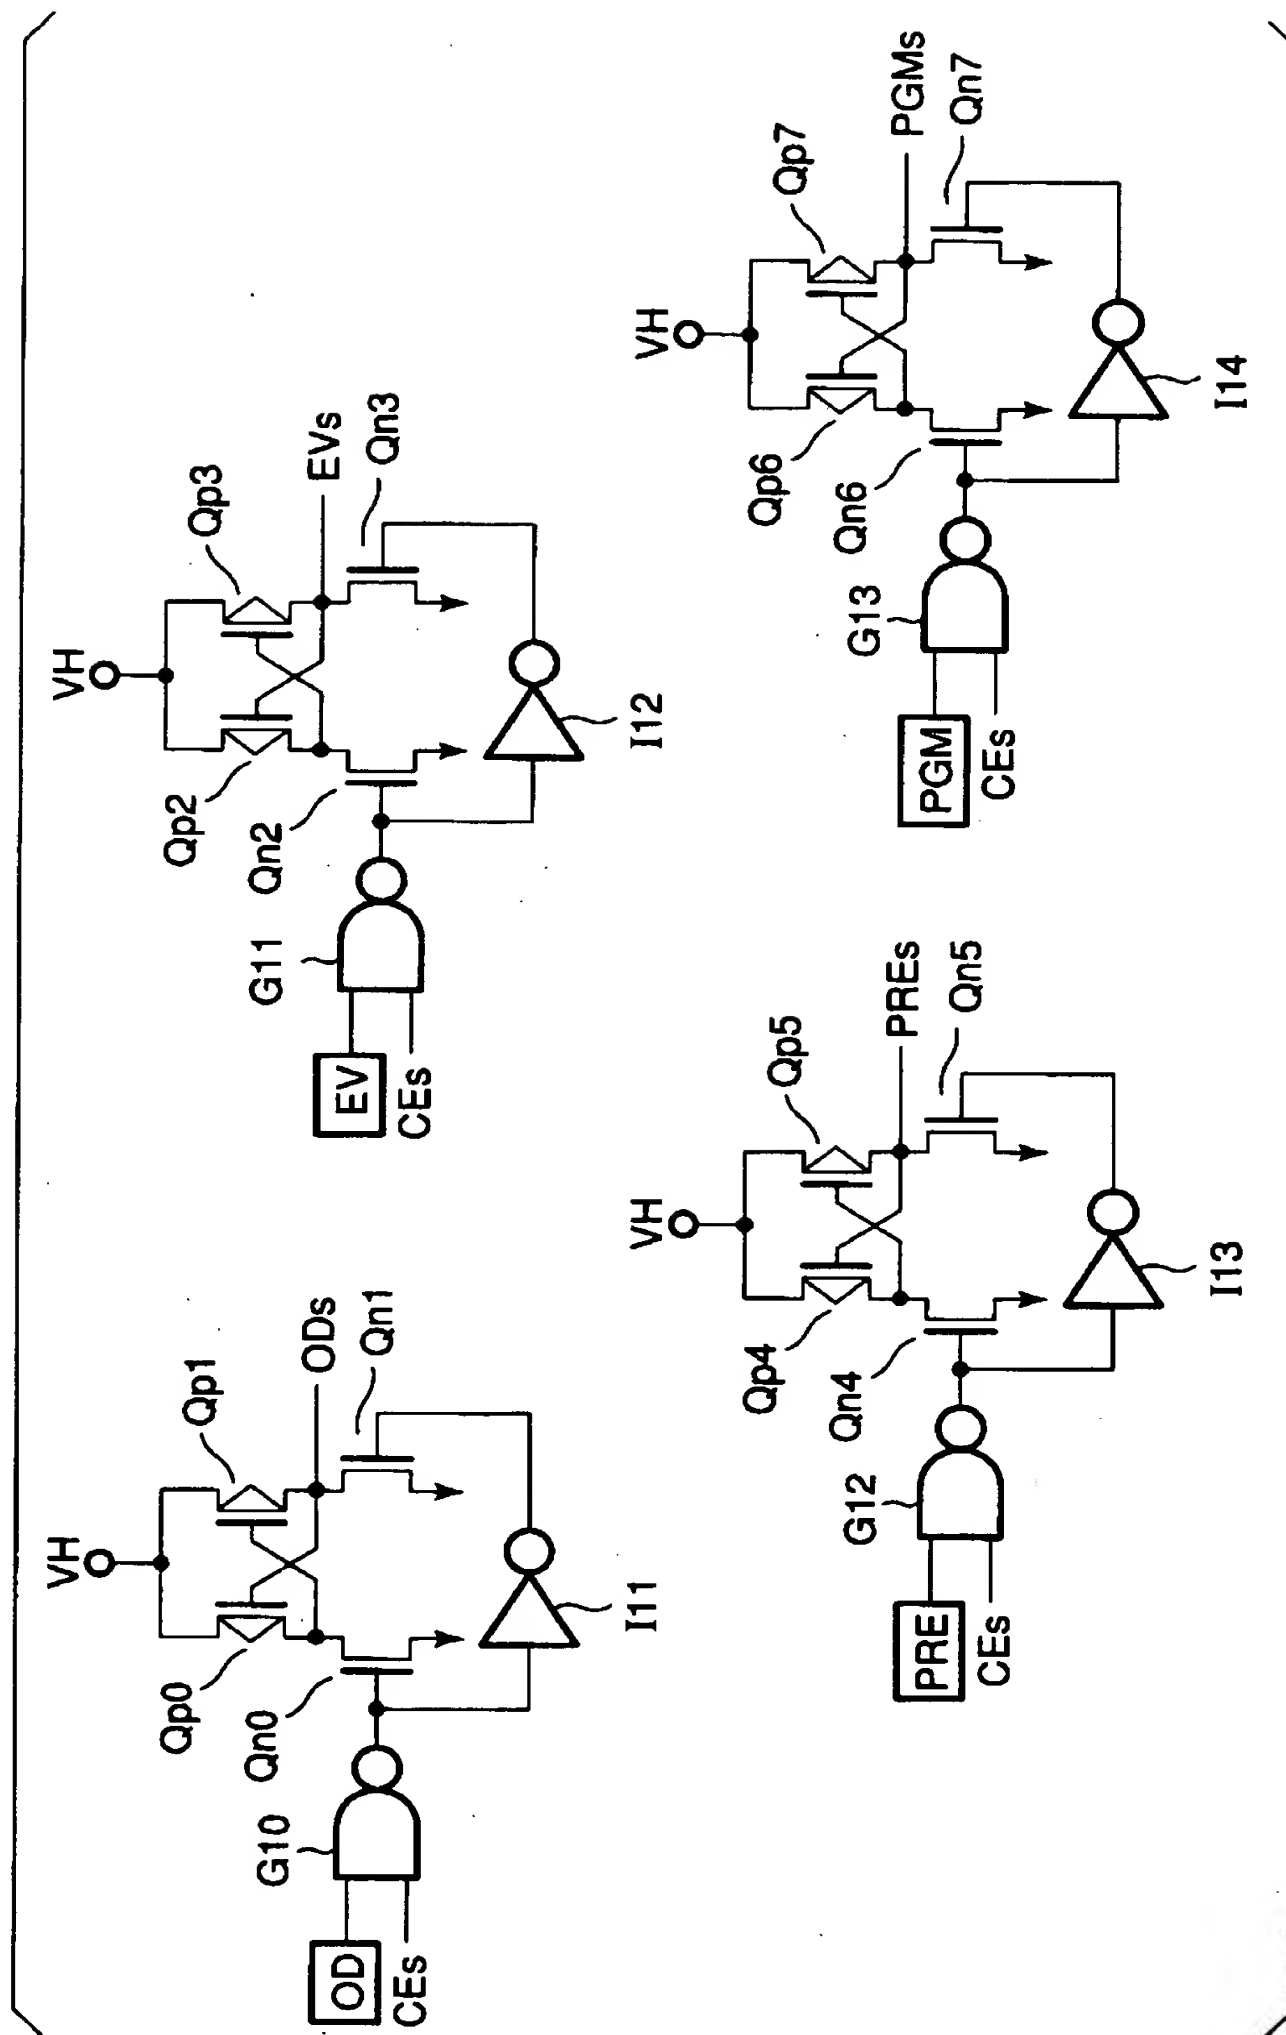 VH
Qp0
Qp1
ODs
Qn0
Qn1
G10
OD
CEs
I11
VH
Qp2
Qp3
EVs
Qn2
Qn3
G11
EV
CEs
I12
VH
Qp4
Qp5
PREs
Qn4
Qn5
G12
PRE
CEs
I13
VH
Qp6
Qp7
PGMs
Qn6
Qn7
G13
PGM
CEs
I14